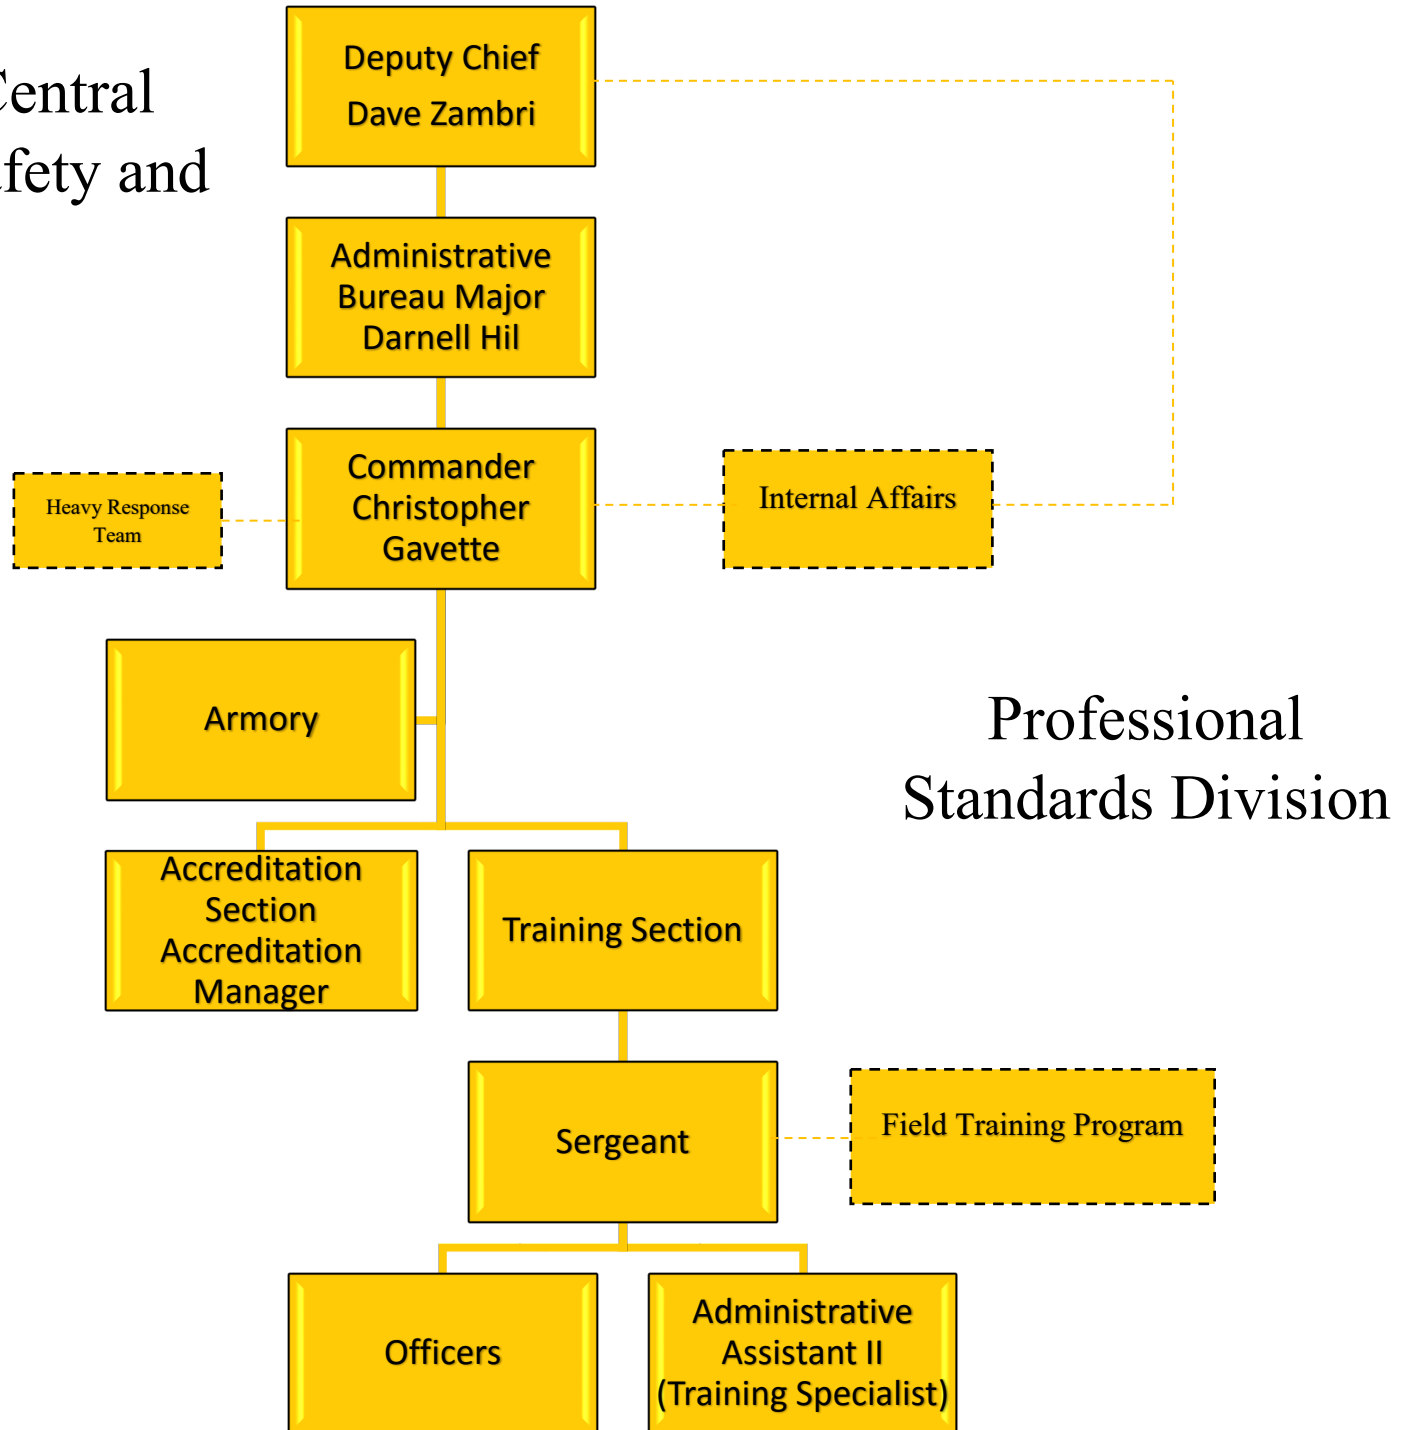 Deputy Chief
Dave Zambri
Central
fety and
Administrative
Bureau Major
Darnell Hil
Commander
Christopher
Gavette
Heavy Response
Team
Internal Affairs
Armory
Professional
Standards Division
Accreditation
Section
Accreditation
Manager
Training Section
Sergeant
Field Training Program
Officers
Administrative
Assistant II
(Training Specialist)